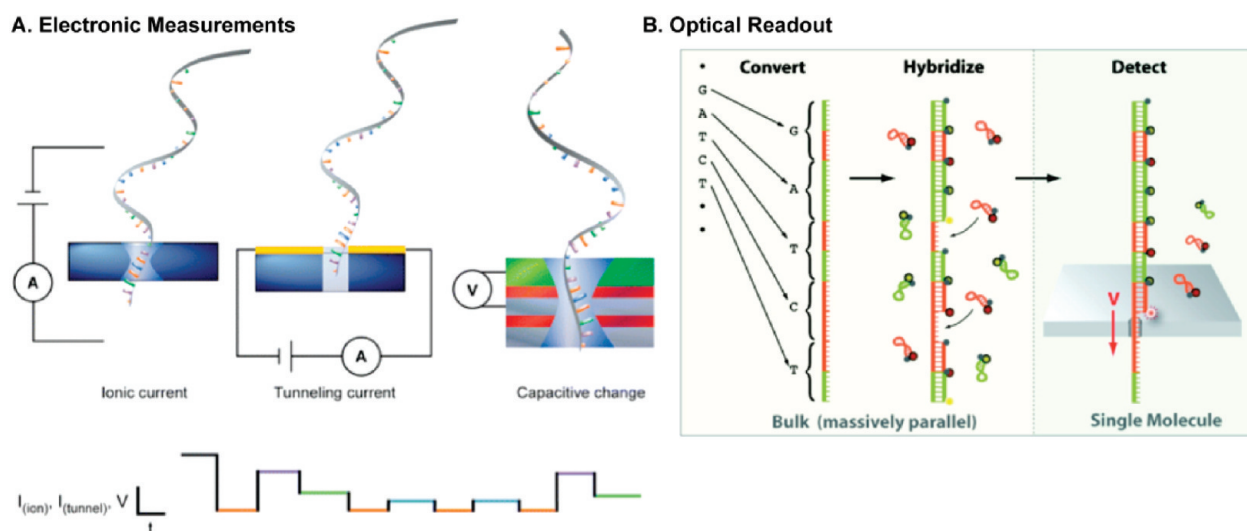 A. Electronic Measurements
A
Ionic current
A
Tunneling current
V
Capacitive change
I(ion), I(tunnel), V
t
B. Optical Readout
Convert
Hybridize
Detect
G
A
T
C
T
G
A
T
C
T
V
Bulk (massively parallel)
Single Molecule